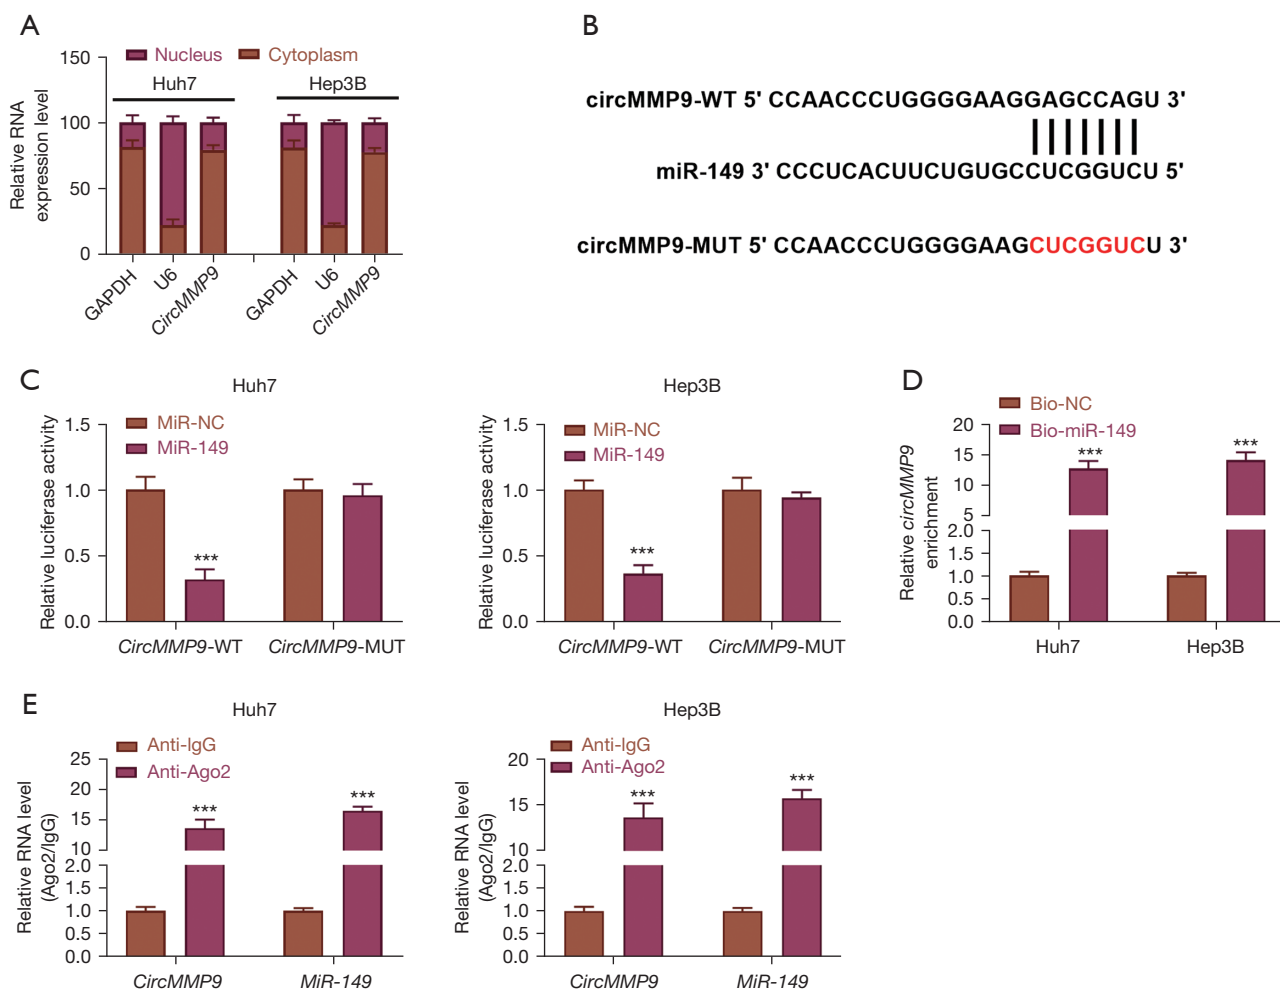 A
Nucleus Cytoplasm
Huh7 Hep3B
Relative RNA
expression level
150
100
50
0
GAPDH U6 CircMMP9 GAPDH U6 CircMMP9
B
circMMP9-WT 5' CCAACCCUGGGGAAGGAGCCAGU 3'
miR-149 3' CCCUCACUUCUGUGCCUCGGUCU 5'
circMMP9-MUT 5' CCAACCCUGGGGAAGCUCGGUCU 3'
C
Huh7
MiR-NC
MiR-149
Relative luciferase activity
1.5
1.0
0.5
0.0
***
CircMMP9-WT CircMMP9-MUT
Hep3B
MiR-NC
MiR-149
Relative luciferase activity
1.5
1.0
0.5
0.0
***
CircMMP9-WT CircMMP9-MUT
D
Bio-NC
Bio-miR-149
Relative circMMP9
enrichment
20
15
10
5
2.0
1.0
0.5
0.0
*** ***
Huh7 Hep3B
E
Huh7
Anti-IgG
Anti-Ago2
Relative RNA level
(Ago2/IgG)
25
20
15
10
2.0
1.5
1.0
0.5
0.0
*** ***
CircMMP9 MiR-149
Hep3B
Anti-IgG
Anti-Ago2
Relative RNA level
(Ago2/IgG)
20
15
10
2.0
1.5
1.0
0.5
0.0
*** ***
CircMMP9 MiR-149